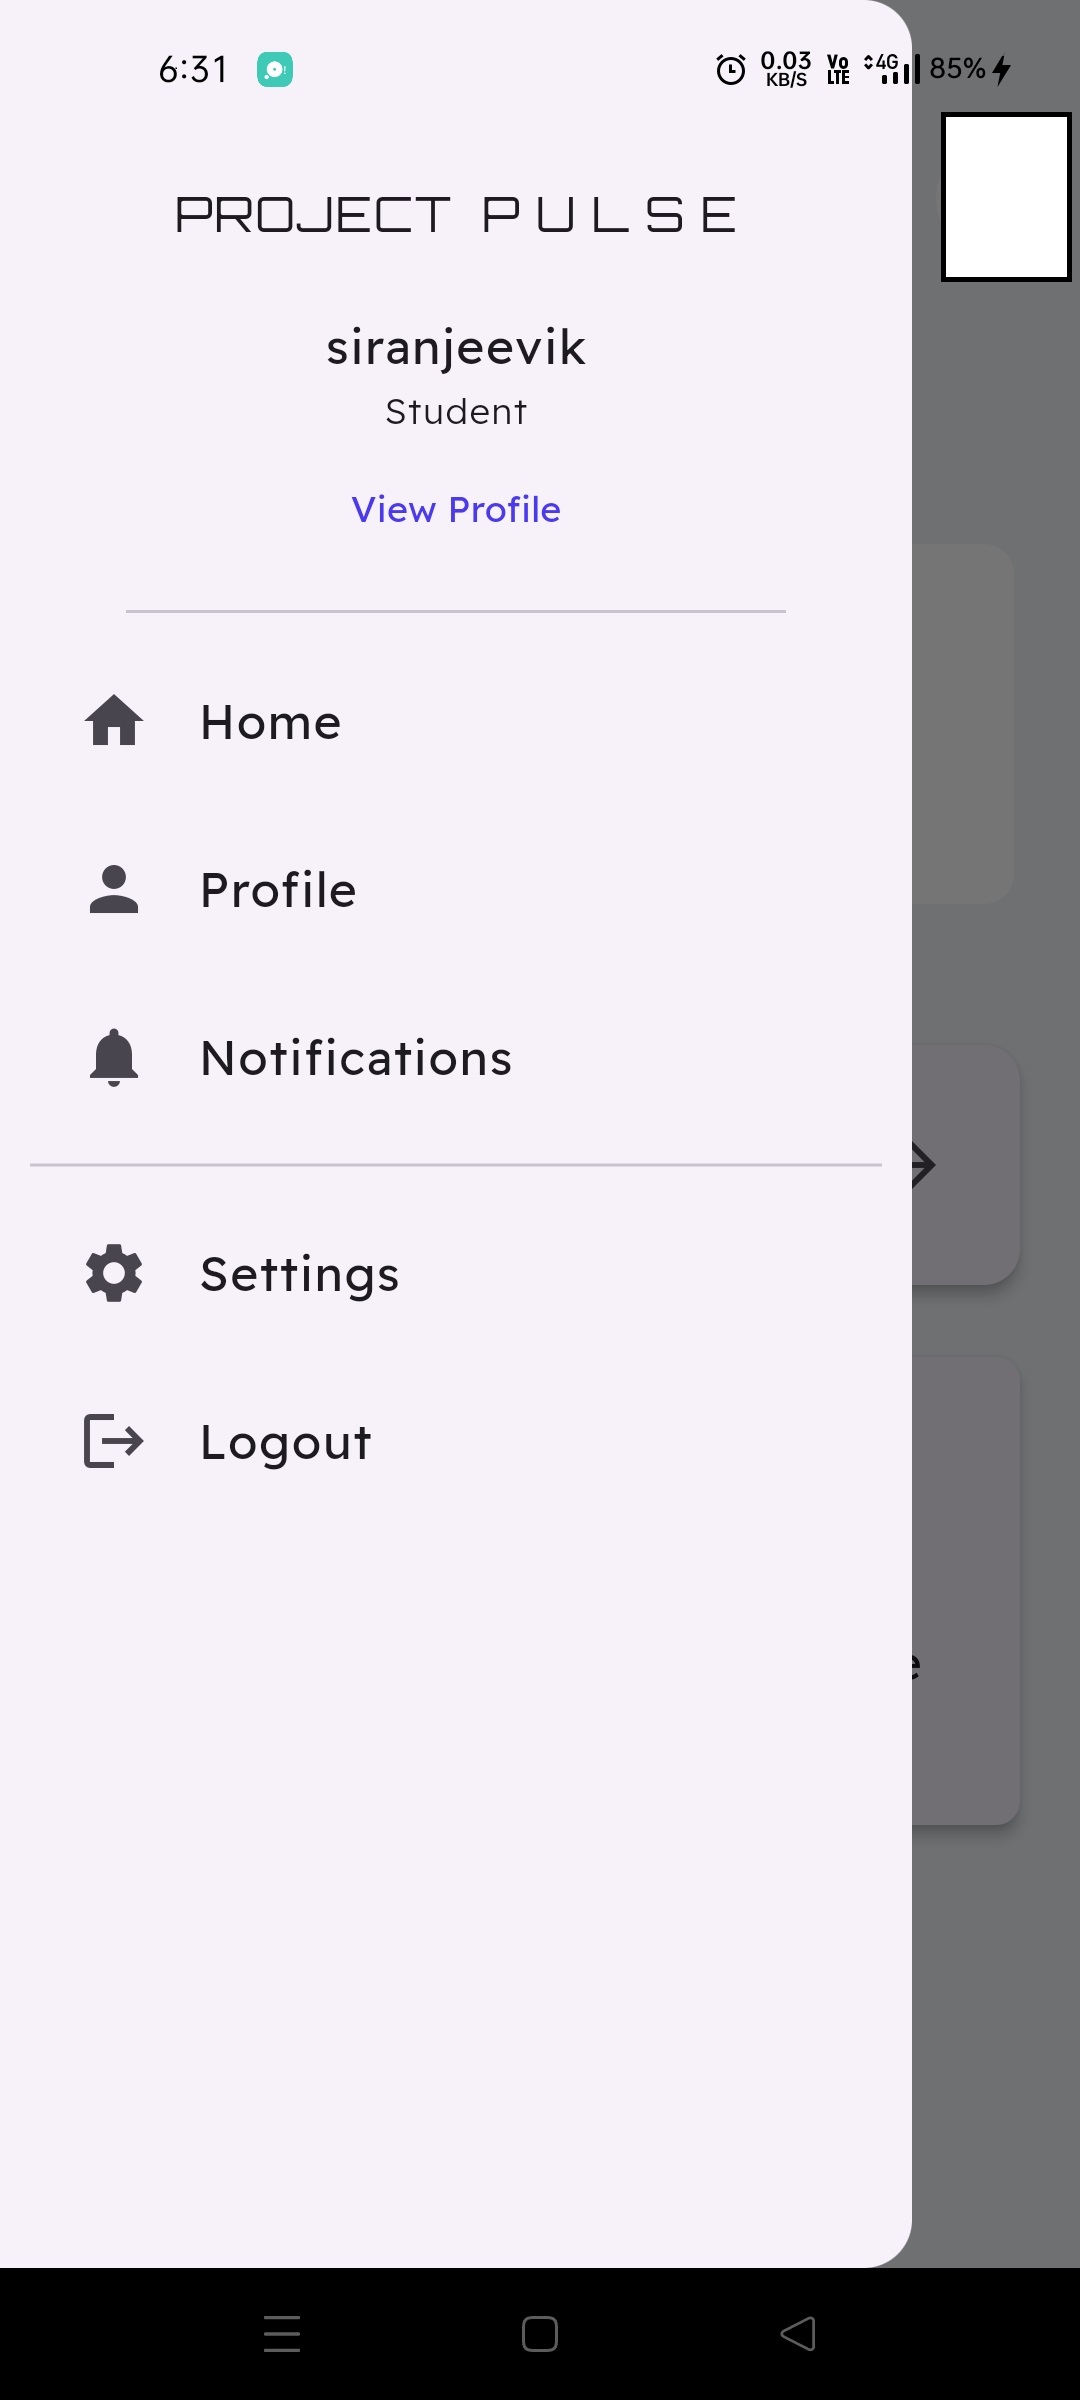 6:31
0.03
KB/S
Vo
LTE
4G
85%
PROJECT PULSE
siranjeevik
Student
View Profile
Home
Profile
Notifications
Settings
Logout
e